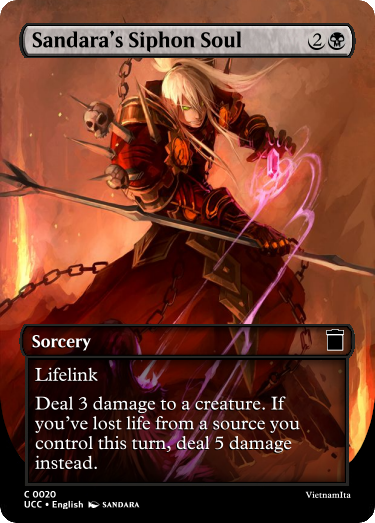 Sandara's Siphon Soul 2
Sorcery
Lifelink
Deal 3 damage to a creature. If
you've lost life from a source you
control this turn, deal 5 damage
instead.
C 0020
VietnamIta
UCC • English SANDARA